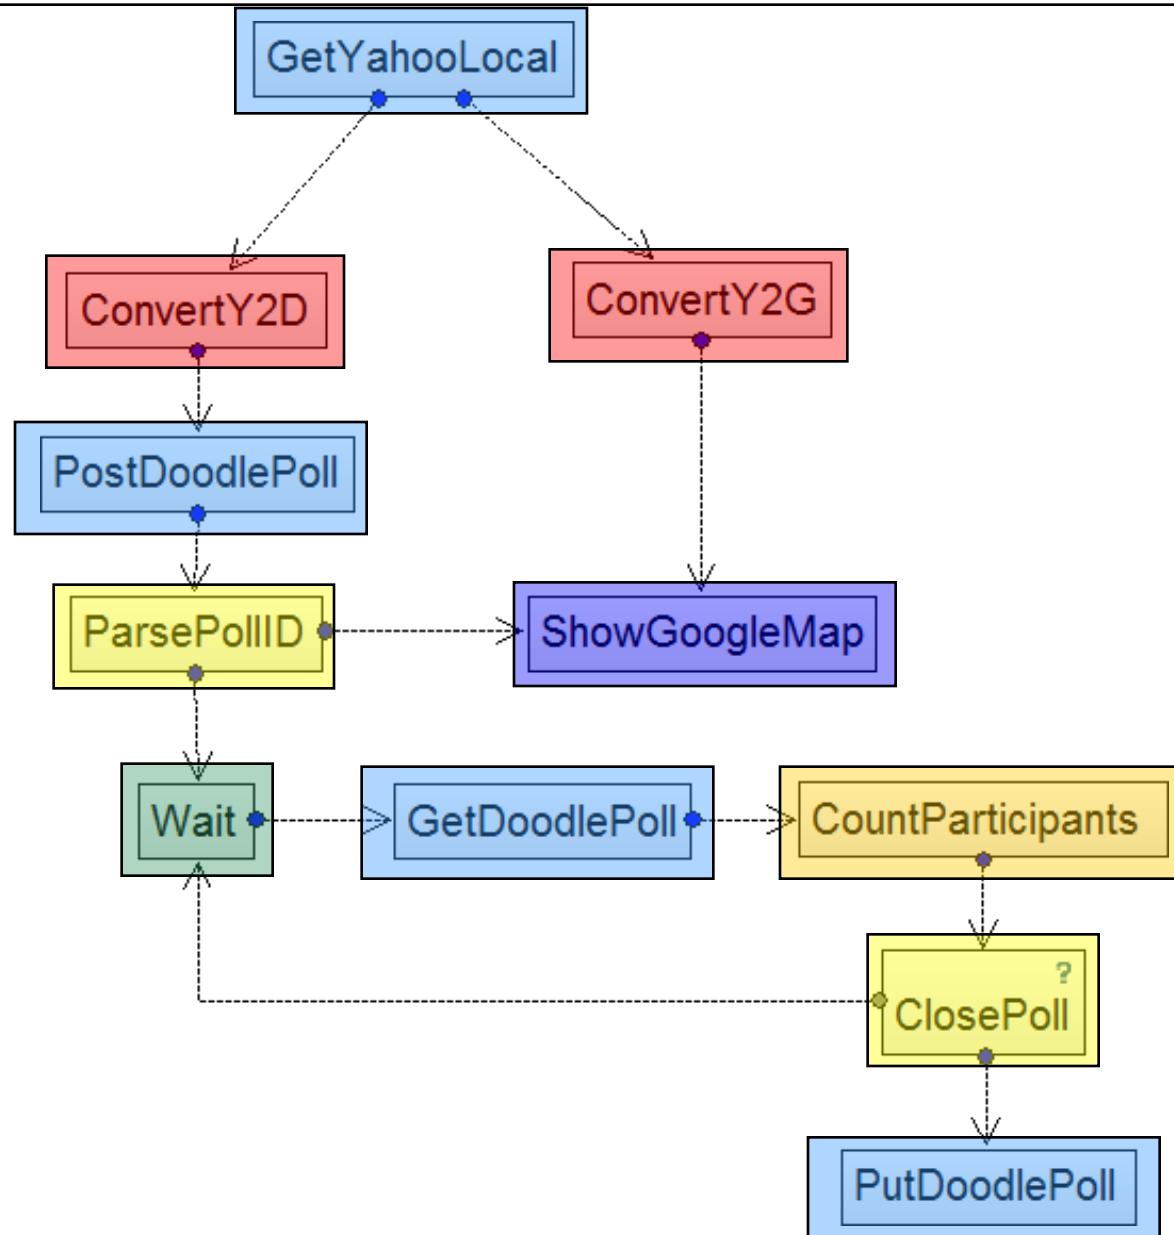 GetYahooLocal
ConvertY2D
ConvertY2G
PostDoodlePoll
ParsePollID
ShowGoogleMap
Wait
GetDoodlePoll
CountParticipants
?
ClosePoll
PutDoodlePoll